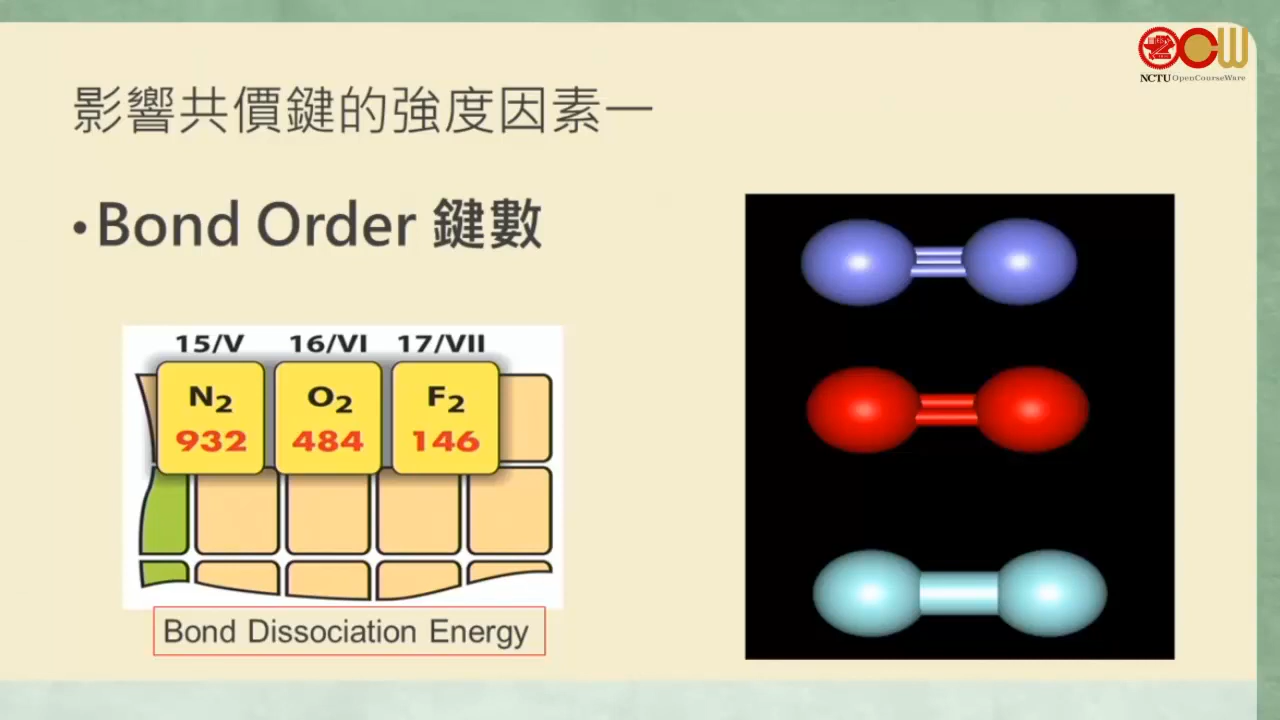 NCTU OpenCourseWare
影響共價鍵的強度因素一
• Bond Order 鍵數
15/V 16/VI 17/VII
N2 O2 F2
932 484 146
Bond Dissociation Energy